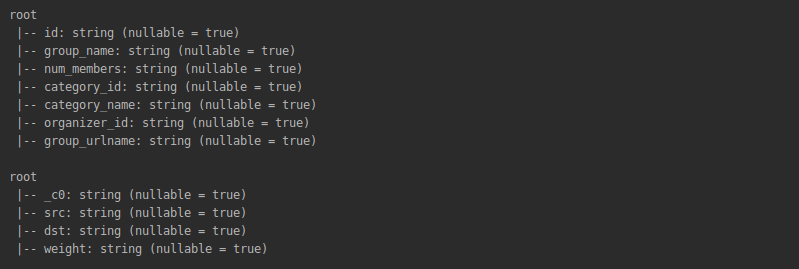 root
 |-- id: string (nullable = true)
 |-- group_name: string (nullable = true)
 |-- num_members: string (nullable = true)
 |-- category_id: string (nullable = true)
 |-- category_name: string (nullable = true)
 |-- organizer_id: string (nullable = true)
 |-- group_urlname: string (nullable = true)

root
 |-- _c0: string (nullable = true)
 |-- src: string (nullable = true)
 |-- dst: string (nullable = true)
 |-- weight: string (nullable = true)